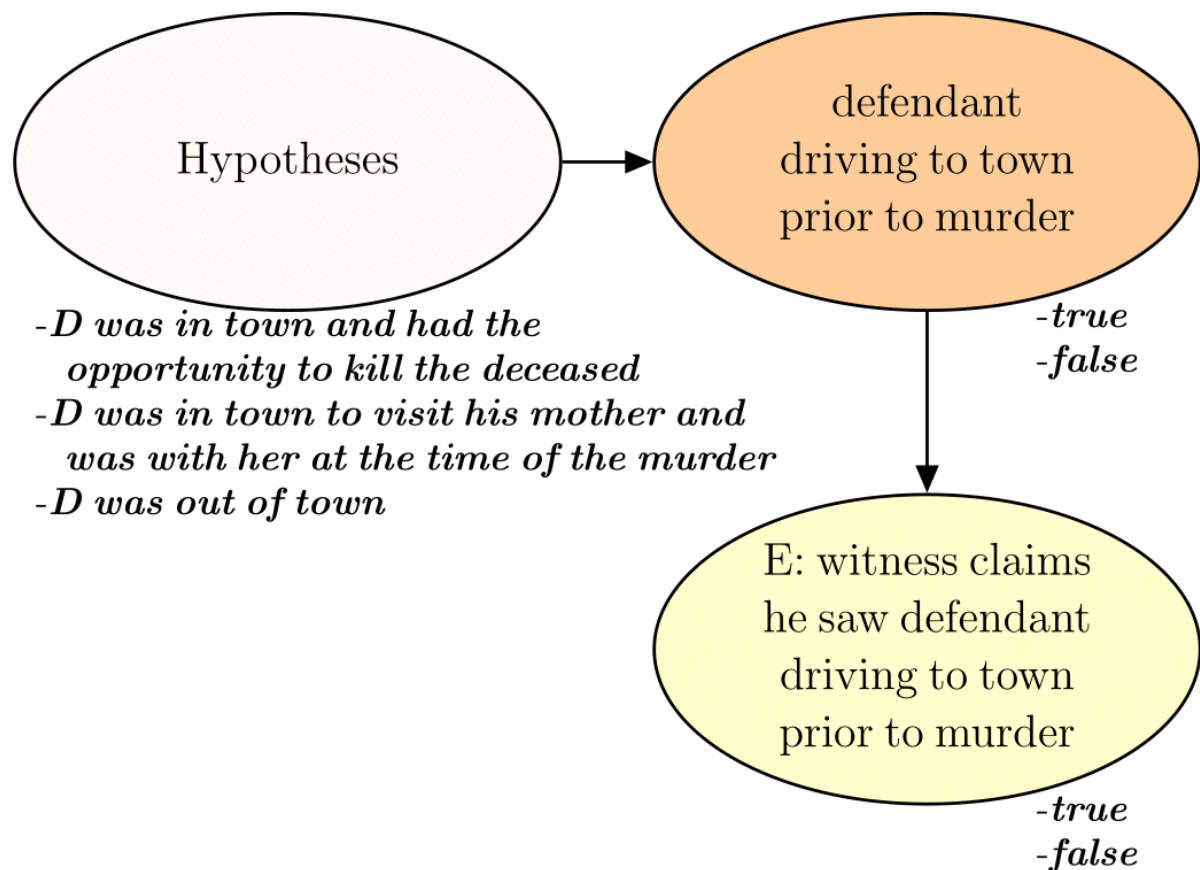 Hypotheses
defendant
driving to town
prior to murder
-D was in town and had the
opportunity to kill the deceased
-D was in town to visit his mother and
was with her at the time of the murder
-D was out of town
-true
-false
E: witness claims
he saw defendant
driving to town
prior to murder
-true
-false